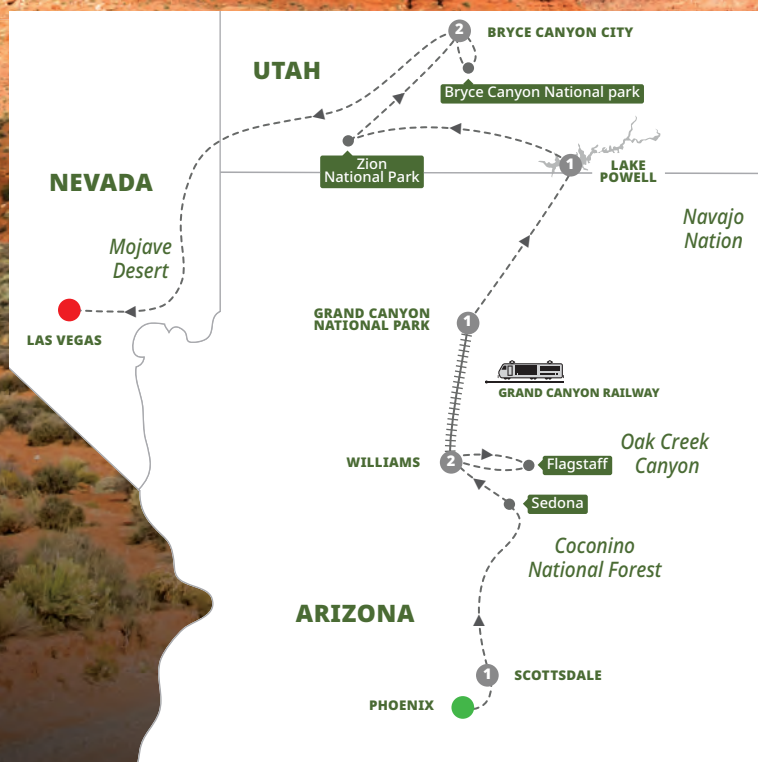 2
BRYCE CANYON CITY
UTAH
Bryce Canyon National park
Zion
National Park
1
LAKE
POWELL
NEVADA
Navajo
Nation
Mojave
Desert
LAS VEGAS
GRAND CANYON
NATIONAL PARK
1
GRAND CANYON RAILWAY
WILLIAMS
2
Flagstaff
Oak Creek
Canyon
Sedona
Coconino
National Forest
ARIZONA
1
SCOTTSDALE
PHOENIX